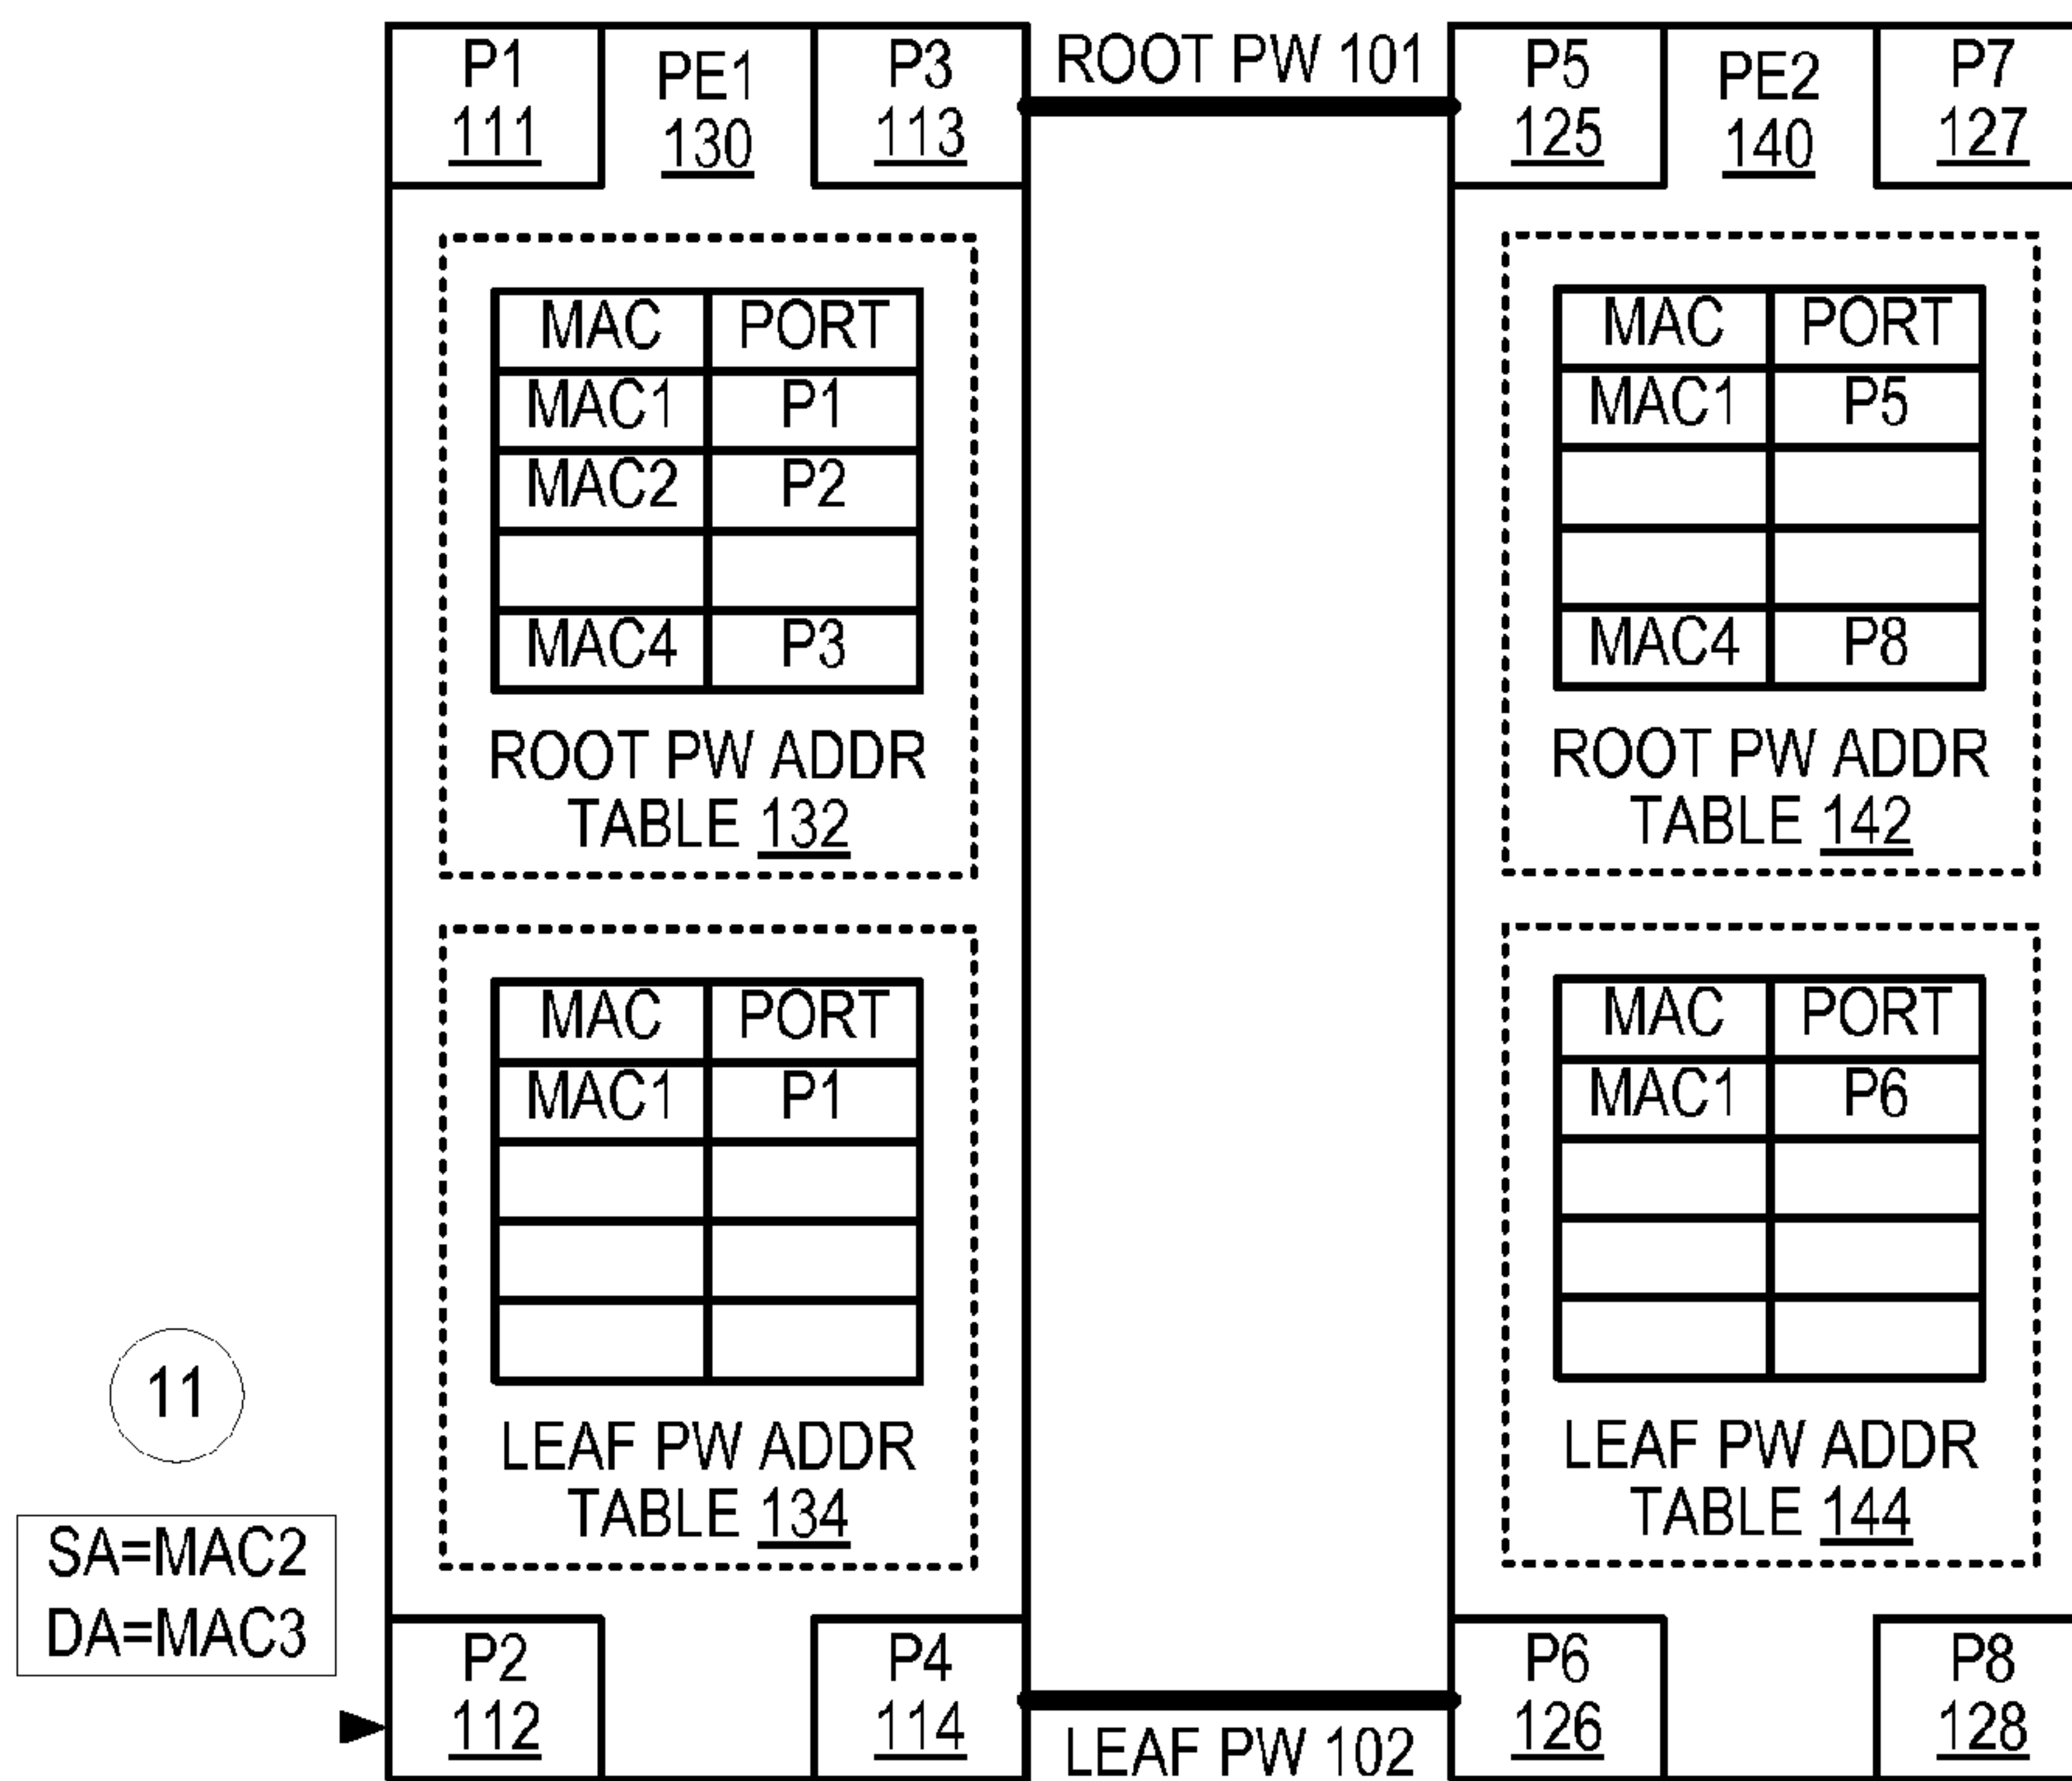 P1
111
PE1
130
P3
113
ROOT PW 101
P5
125
PE2
140
P7
127
MAC PORT
MAC1 P1
MAC2 P2
MAC4 P3
ROOT PW ADDR
TABLE 132
MAC PORT
MAC1 P5
MAC4 P8
ROOT PW ADDR
TABLE 142
MAC PORT
MAC1 P1
LEAF PW ADDR
TABLE 134
MAC PORT
MAC1 P6
LEAF PW ADDR
TABLE 144
11
SA=MAC2
DA=MAC3
P2
112
P4
114
LEAF PW 102
P6
126
P8
128